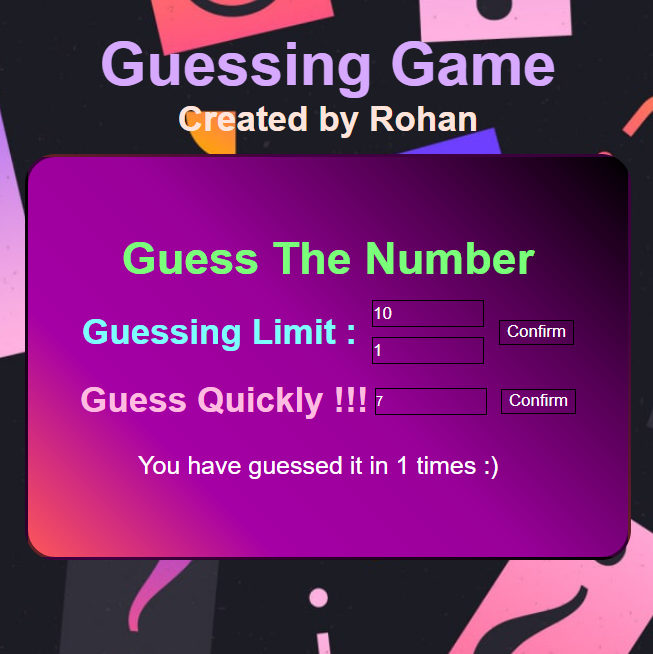 Guessing Game
Created by Rohan
Guess The Number
Guessing Limit :
10
1
Confirm
Guess Quickly !!!
7
Confirm
You have guessed it in 1 times :)